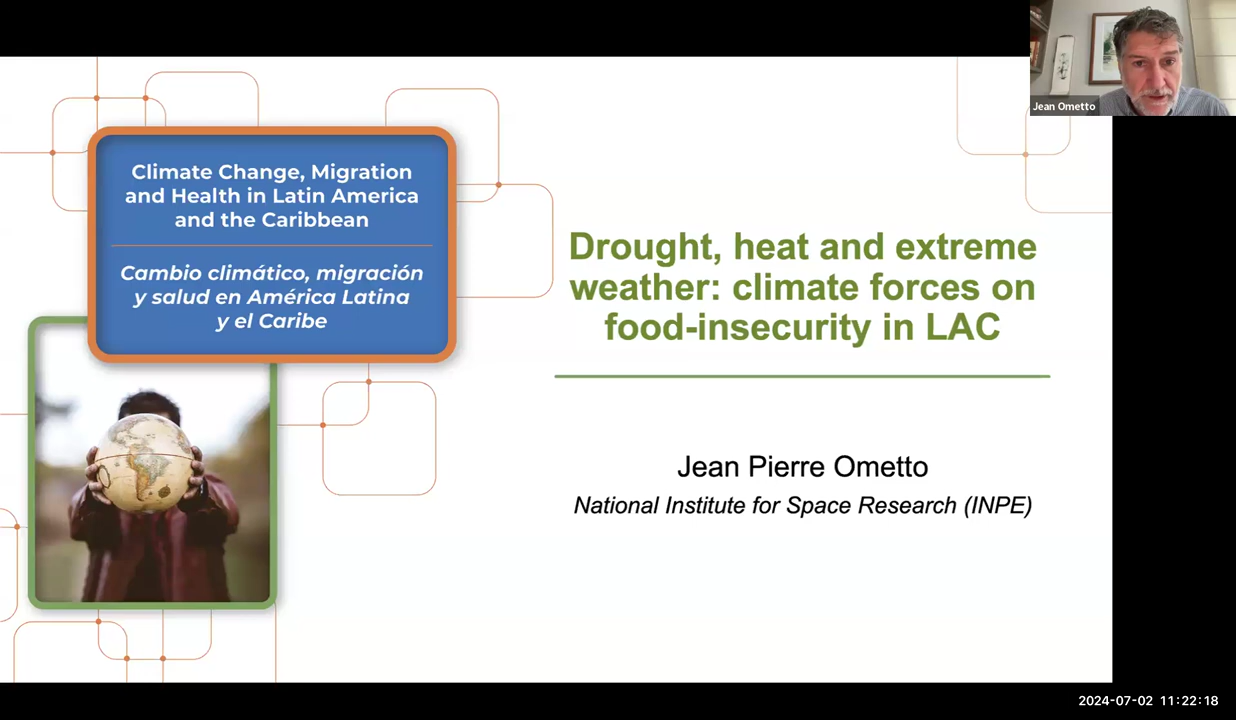 Jean Ometto
Climate Change, Migration
and Health in Latin America
and the Caribbean
Cambio climático, migración
y salud en América Latina
y el Caribe
Drought, heat and extreme
weather: climate forces on
food-insecurity in LAC
Jean Pierre Ometto
National Institute for Space Research (INPE)
2024-07-02 11:22:18